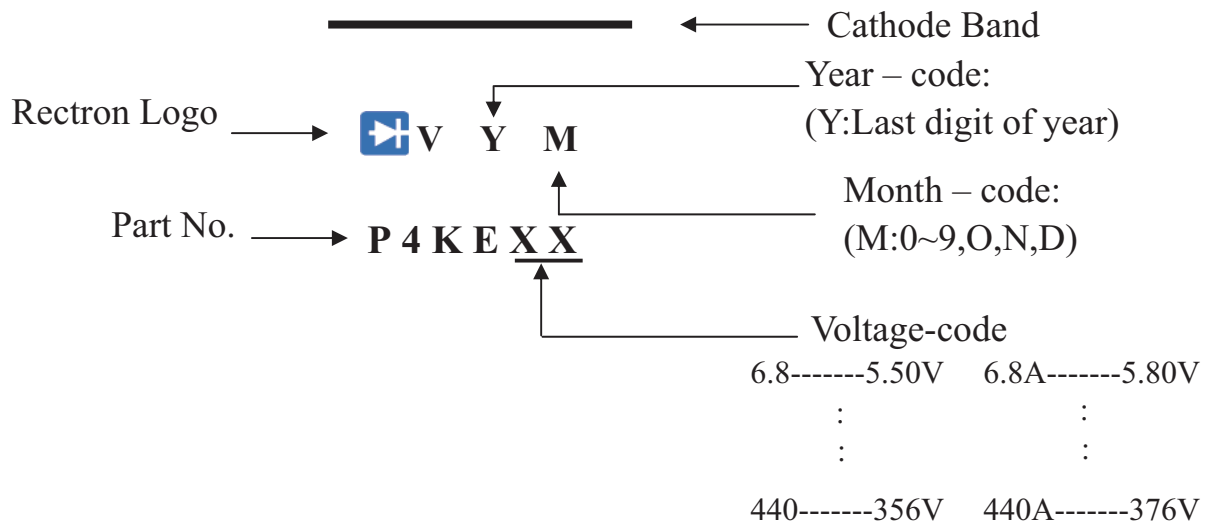 Cathode Band
Year – code:
(Y:Last digit of year)
Rectron Logo
V Y M
Month – code:
(M:0~9,O,N,D)
Part No.
P 4 K E X X
Voltage-code
6.8-------5.50V 6.8A-------5.80V
: :
: :
440-------356V 440A-------376V